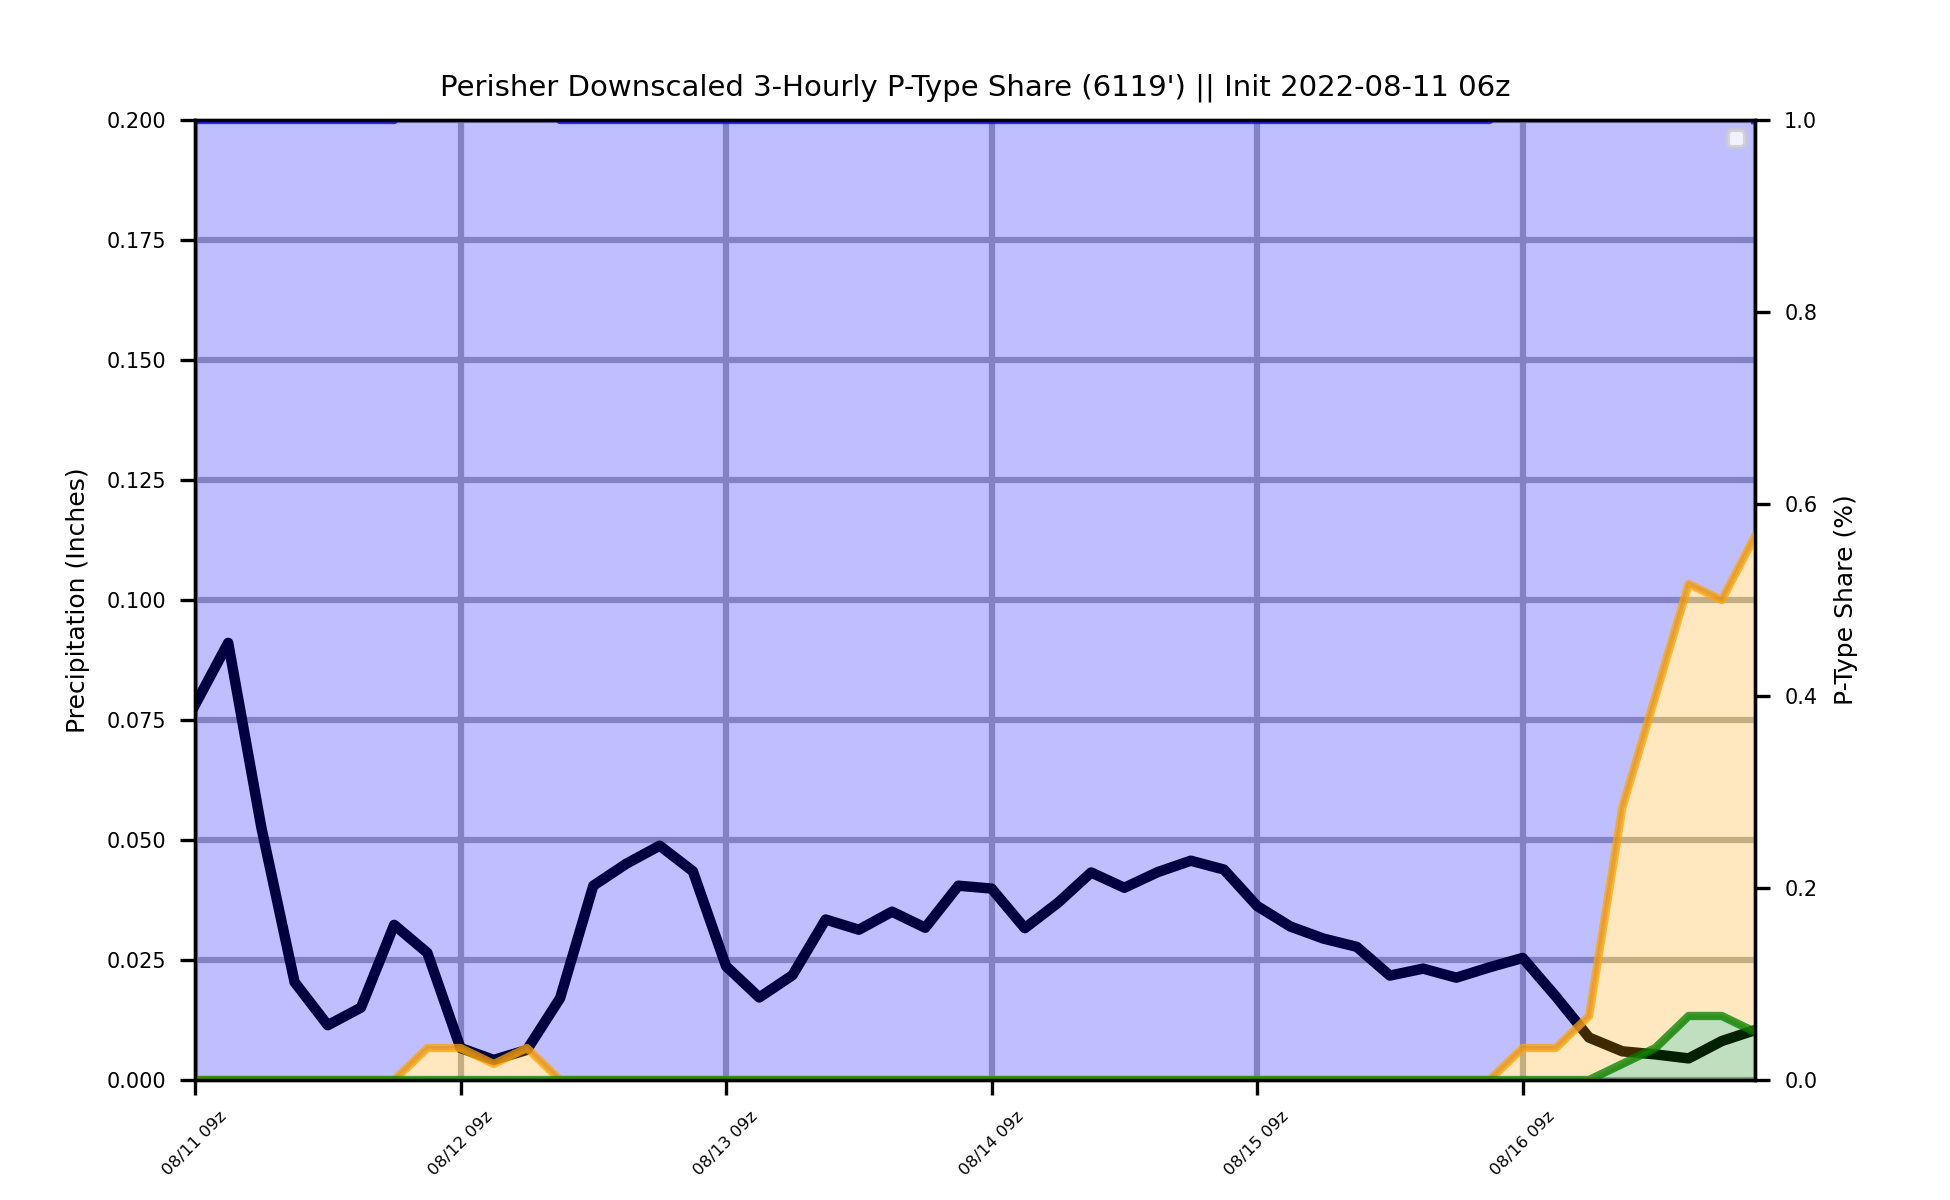 Perisher Downscaled 3-Hourly P-Type Share (6119') || Init 2022-08-11 06z
0.200
0.175
0.150
0.125
0.100
0.075
0.050
0.025
0.000
Precipitation (Inches)
1.0
0.8
0.6
0.4
0.2
0.0
P-Type Share (%)
08/11 09z
08/12 09z
08/13 09z
08/14 09z
08/15 09z
08/16 09z